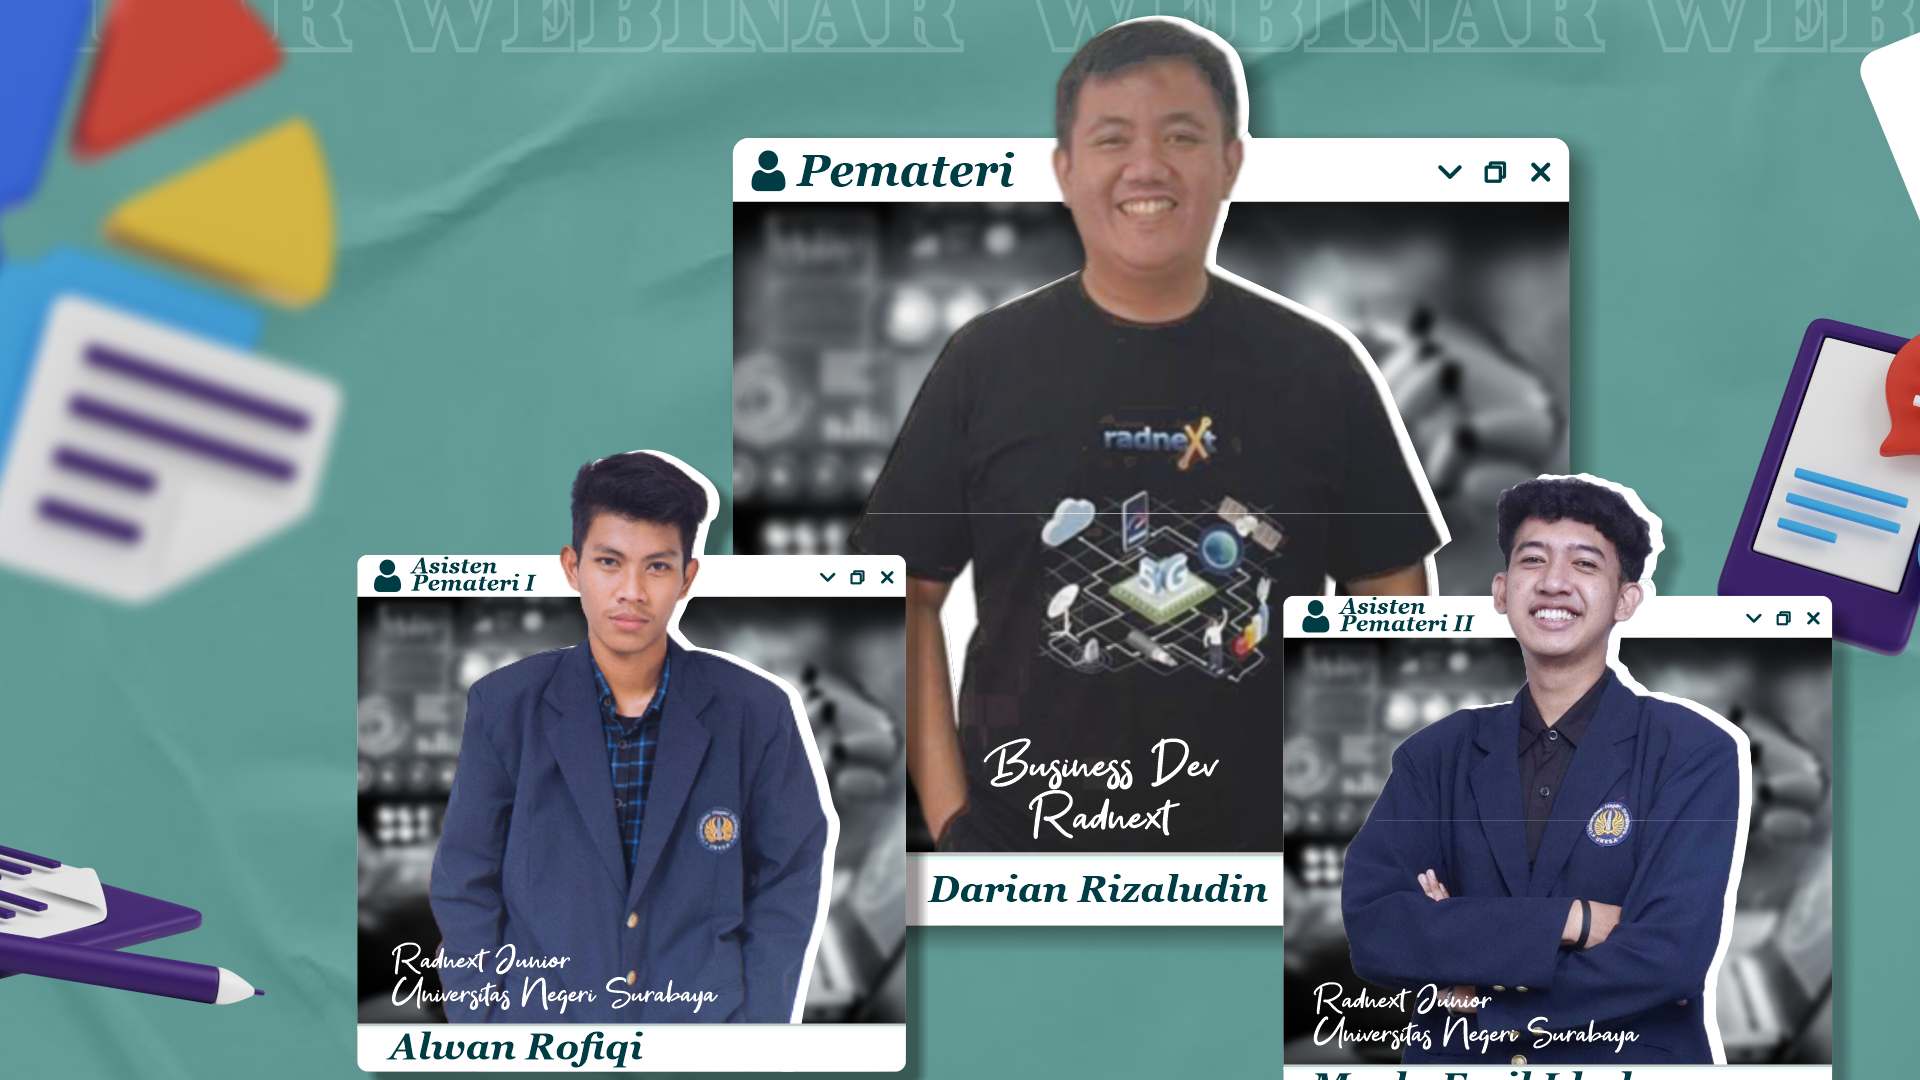 WEBINAR WEBINAR
Pemateri
radnext
5G
Business Dev
Radnext
Darian Rizaludin
Asisten
Pemateri I
Radnext Junior
Universitas Negeri Surabaya
Alwan Rofiqi
Asisten
Pemateri II
UNESA
Radnext Junior
Universitas Negeri Surabaya